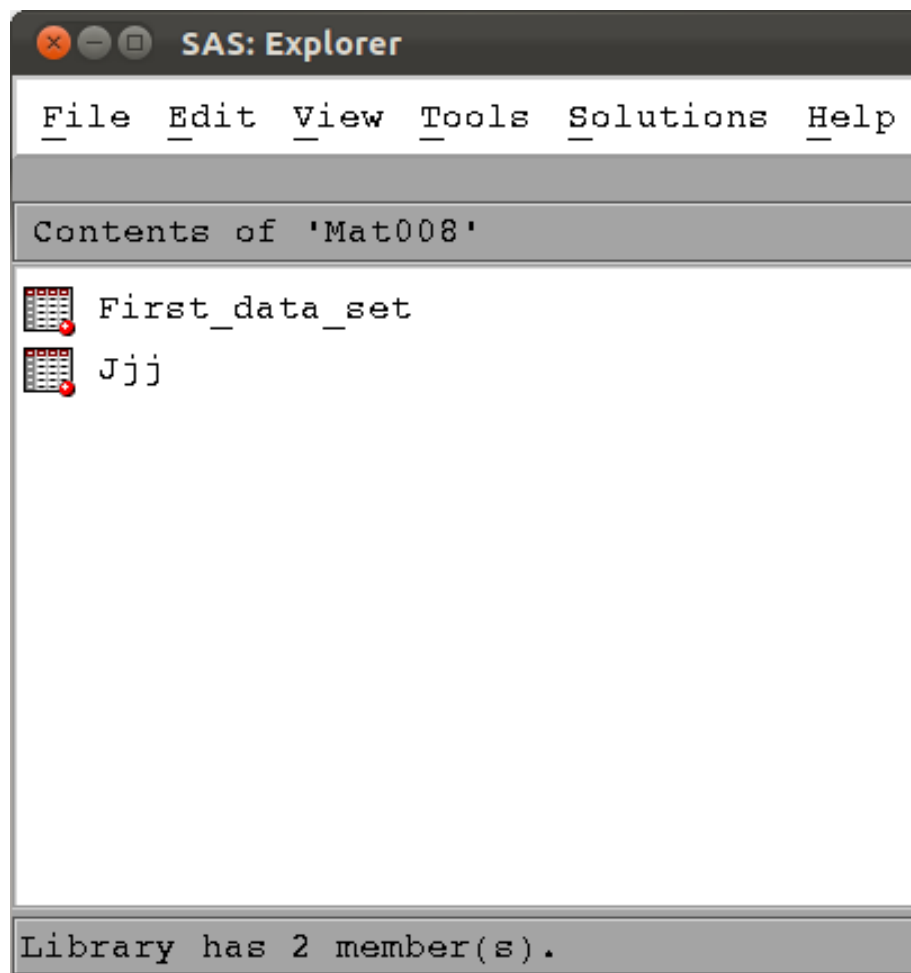 SAS: Explorer
File Edit View Tools Solutions Help
Contents of 'Mat008'
First_data_set
Jjj
Library has 2 member(s).